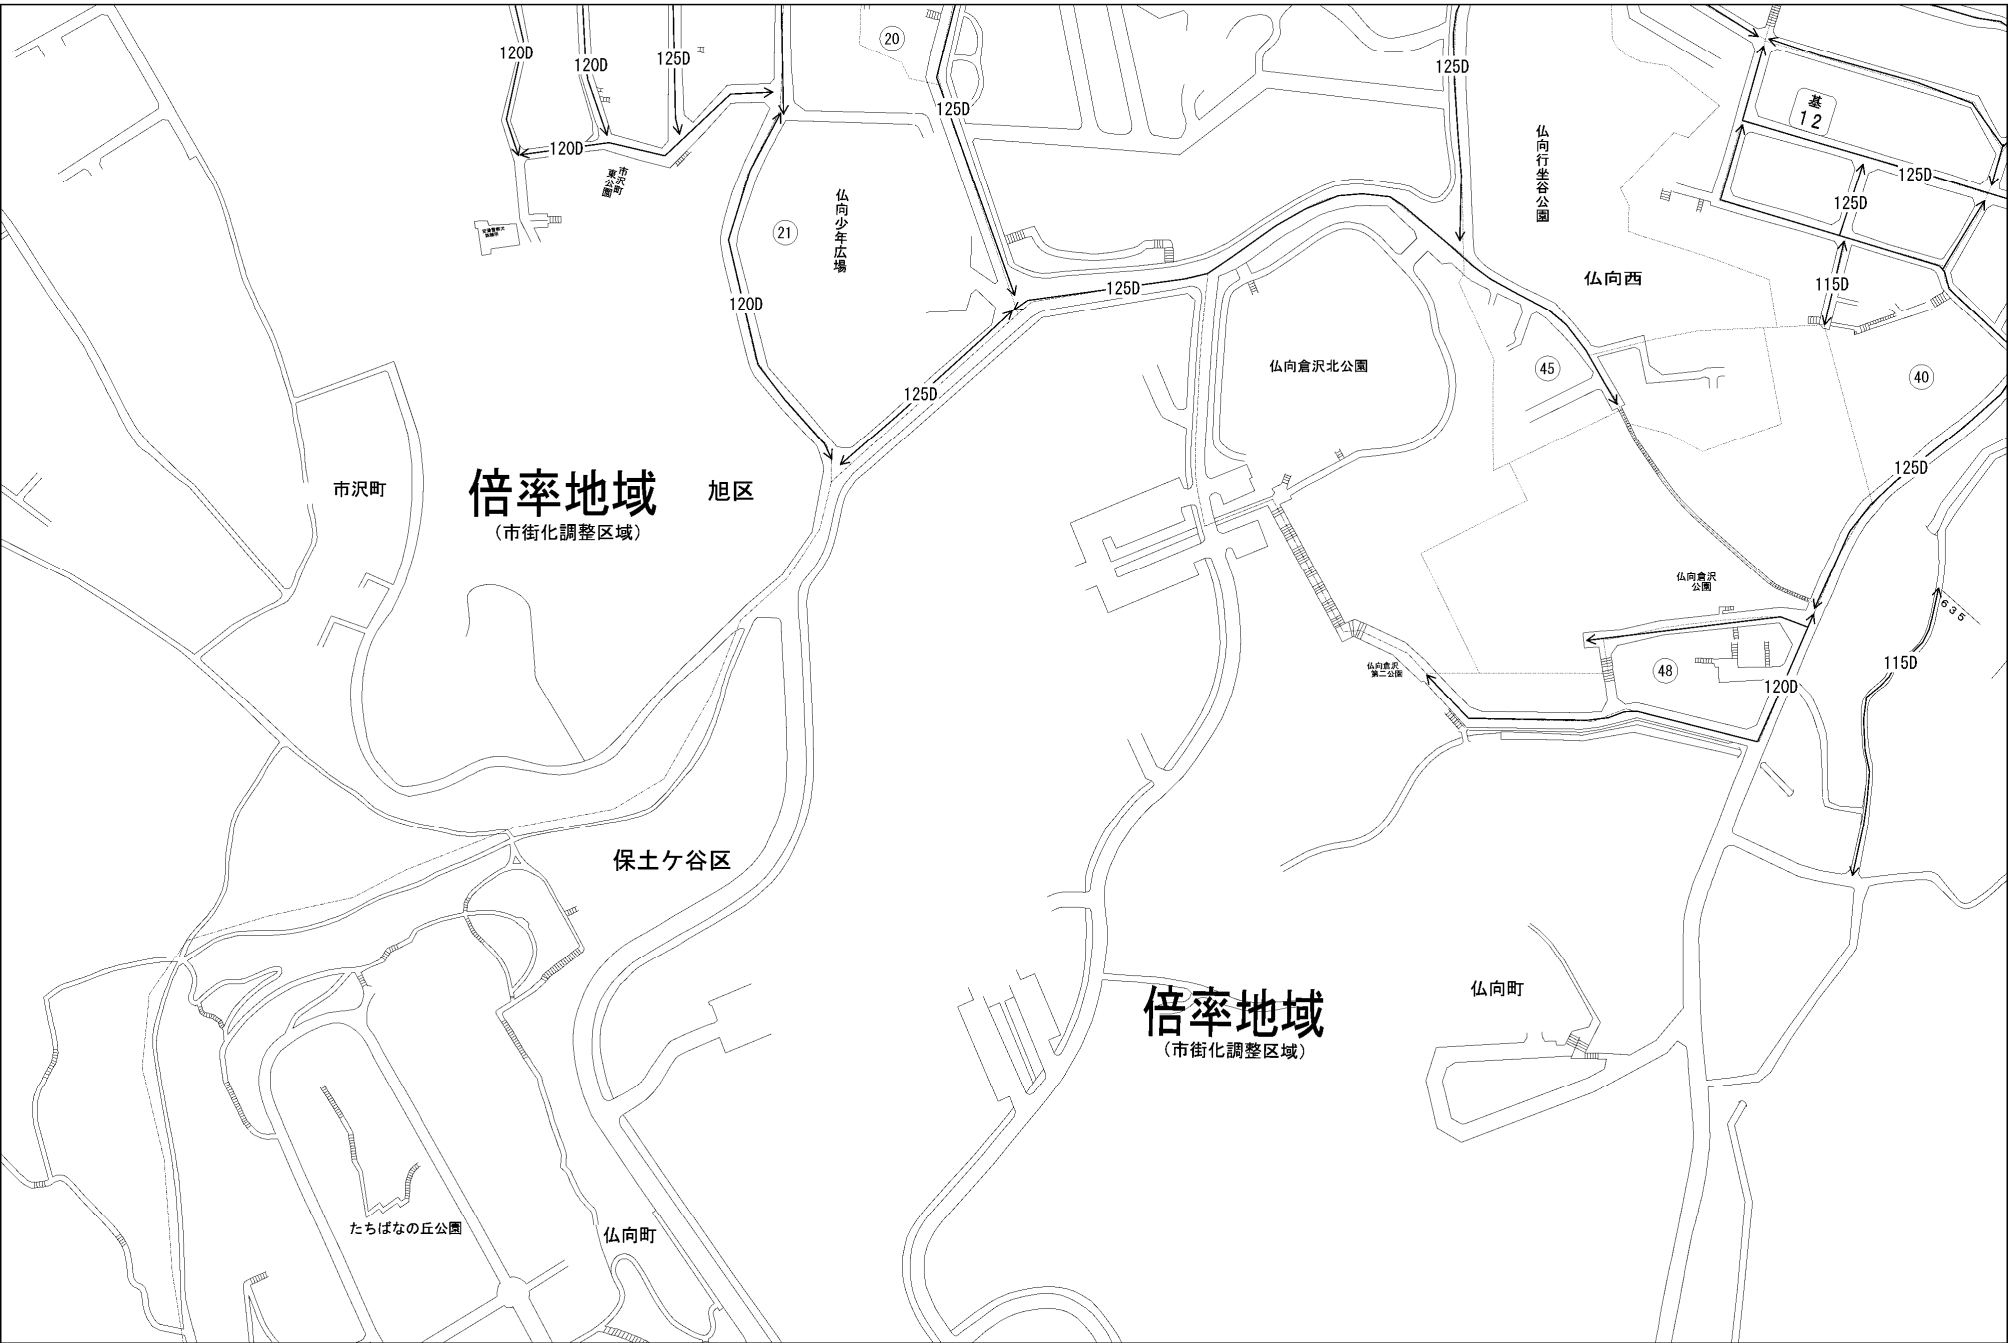 20
120D
120D
125D
125D
125D
基
12
仏向行坐谷公園
120D
市沢町
東公園
125D
仏向少年広場
125D
21
仏向西
115D
125D
120D
仏向倉沢北公園
45
40
125D
125D
倍率地域
(市街化調整区域)
旭区
市沢町
仏向倉沢
公園
635
仏向倉沢
第二公園
48
115D
120D
保土ケ谷区
倍率地域
(市街化調整区域)
仏向町
たちばなの丘公園
仏向町